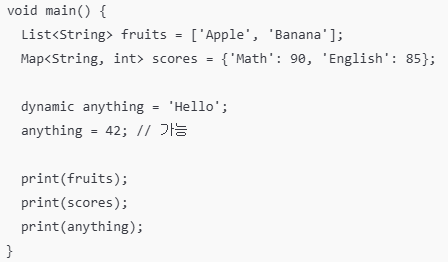 void main() {
  List<String> fruits = ['Apple', 'Banana'];
  Map<String, int> scores = {'Math': 90, 'English': 85};

  dynamic anything = 'Hello';
  anything = 42; // 가능

  print(fruits);
  print(scores);
  print(anything);
}